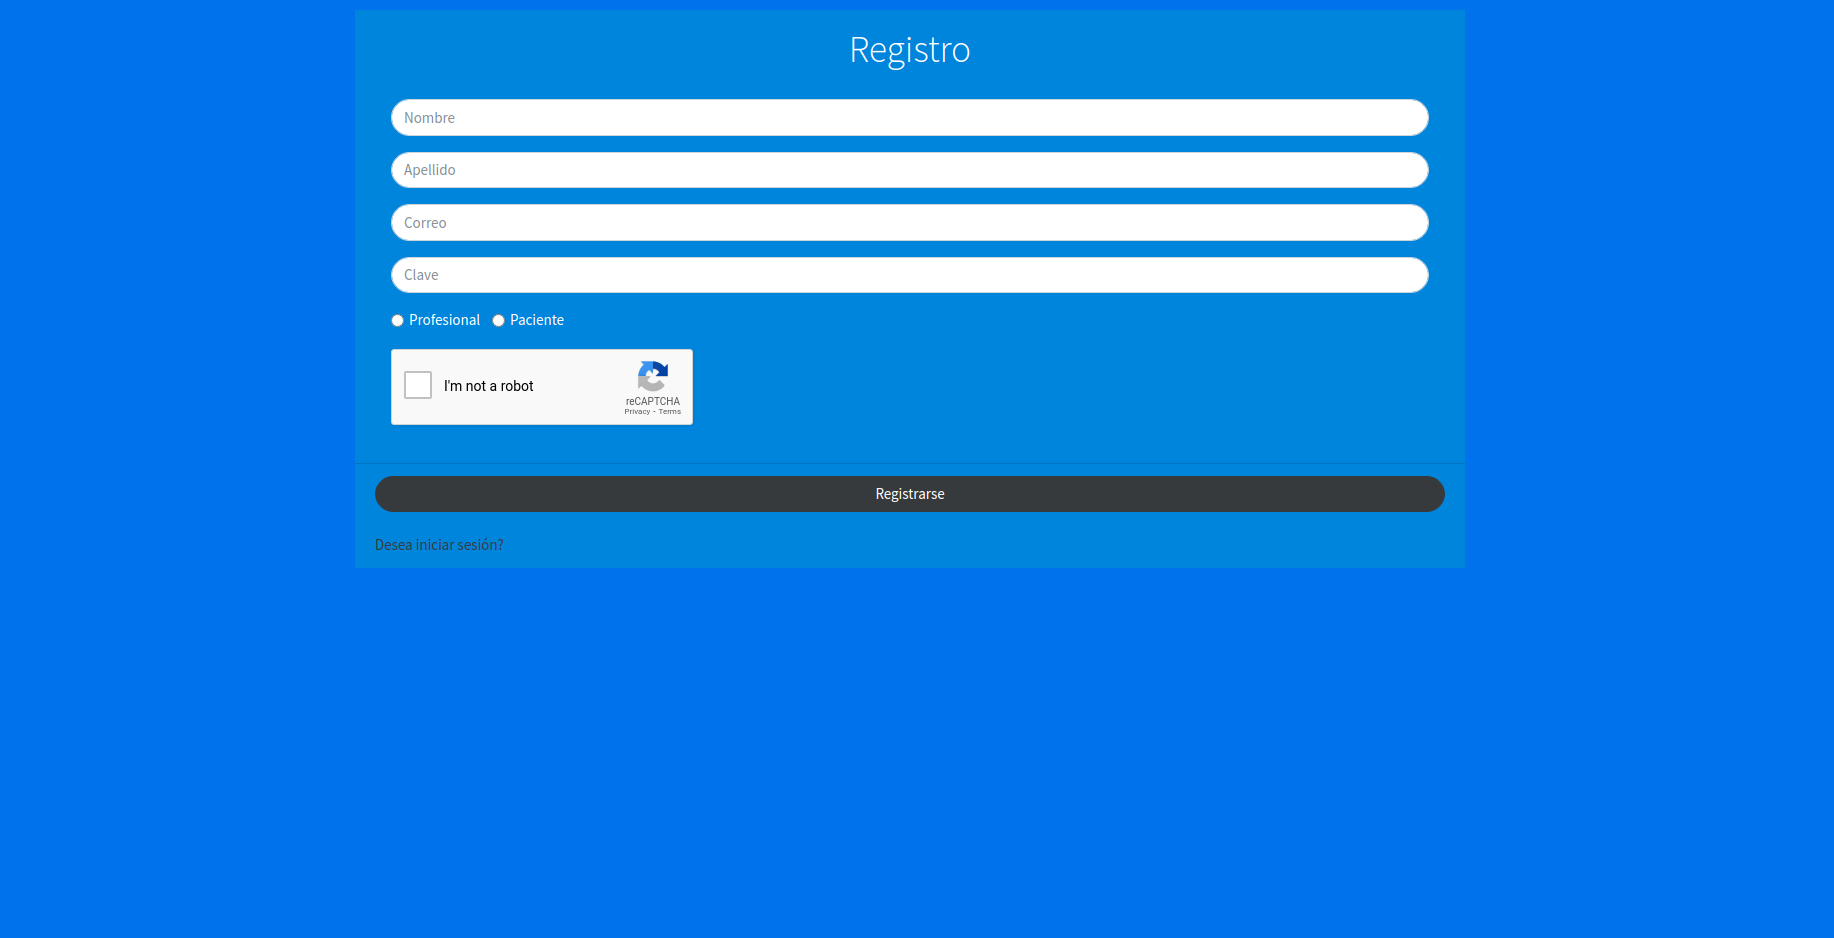 Registro
Nombre
Apellido
Correo
Clave
Profesional Paciente
I'm not a robot
reCAPTCHA
Privacy - Terms
Registrarse
Desea iniciar sesión?